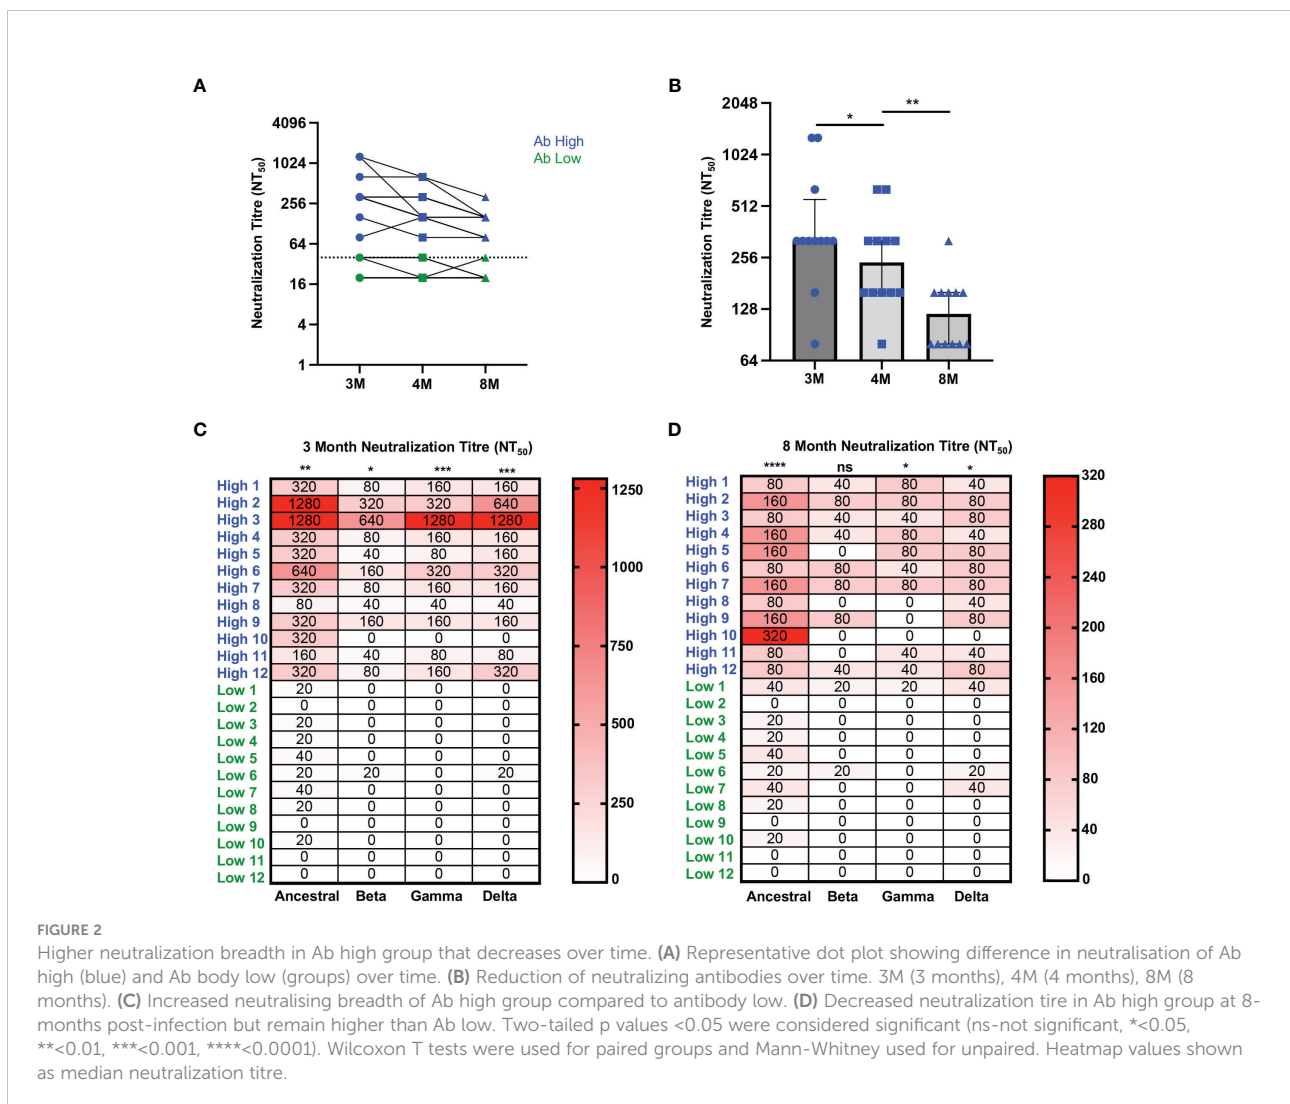 A
Neutralization Titre (NT50)
4096
1024
256
64
16
4
1
3M 4M 8M
Ab High
Ab Low
B
Neutralization Titre (NT50)
2048
1024
512
256
128
64
* **
3M 4M 8M
C
3 Month Neutralization Titre (NT50)
** * *** ***
High 1 320 80 160 160
High 2 1280 320 320 640
High 3 1280 640 1280 1280
High 4 320 80 160 160
High 5 320 40 80 160
High 6 640 160 320 320
High 7 320 80 160 160
High 8 80 40 40 40
High 9 320 160 160 160
High 10 320 0 0 0
High 11 160 40 80 80
High 12 320 80 160 320
Low 1 20 0 0 0
Low 2 0 0 0 0
Low 3 20 0 0 0
Low 4 20 0 0 0
Low 5 40 0 0 0
Low 6 20 20 0 20
Low 7 40 0 0 0
Low 8 20 0 0 0
Low 9 0 0 0 0
Low 10 20 0 0 0
Low 11 0 0 0 0
Low 12 0 0 0 0
Ancestral Beta Gamma Delta
1250
1000
750
500
250
0
D
8 Month Neutralization Titre (NT50)
**** ns * *
High 1 80 40 80 40
High 2 160 80 80 80
High 3 80 40 40 80
High 4 160 40 80 40
High 5 160 0 80 80
High 6 80 80 40 80
High 7 160 80 80 80
High 8 80 0 0 40
High 9 160 80 0 80
High 10 320 0 0 0
High 11 80 0 40 40
High 12 80 40 40 80
Low 1 40 20 20 40
Low 2 0 0 0 0
Low 3 20 0 0 0
Low 4 20 0 0 0
Low 5 40 0 0 0
Low 6 20 20 0 20
Low 7 40 0 0 40
Low 8 20 0 0 0
Low 9 0 0 0 0
Low 10 20 0 0 0
Low 11 0 0 0 0
Low 12 0 0 0 0
Ancestral Beta Gamma Delta
320
280
240
200
160
120
80
40
0
FIGURE 2
Higher neutralization breadth in Ab high group that decreases over time. (A) Representative dot plot showing difference in neutralisation of Ab
high (blue) and Ab body low (groups) over time. (B) Reduction of neutralizing antibodies over time. 3M (3 months), 4M (4 months), 8M (8
months). (C) Increased neutralising breadth of Ab high group compared to antibody low. (D) Decreased neutralization tire in Ab high group at 8-
months post-infection but remain higher than Ab low. Two-tailed p values <0.05 were considered significant (ns-not significant, *<0.05,
**<0.01, ***<0.001, ****<0.0001). Wilcoxon T tests were used for paired groups and Mann-Whitney used for unpaired. Heatmap values shown
as median neutralization titre.